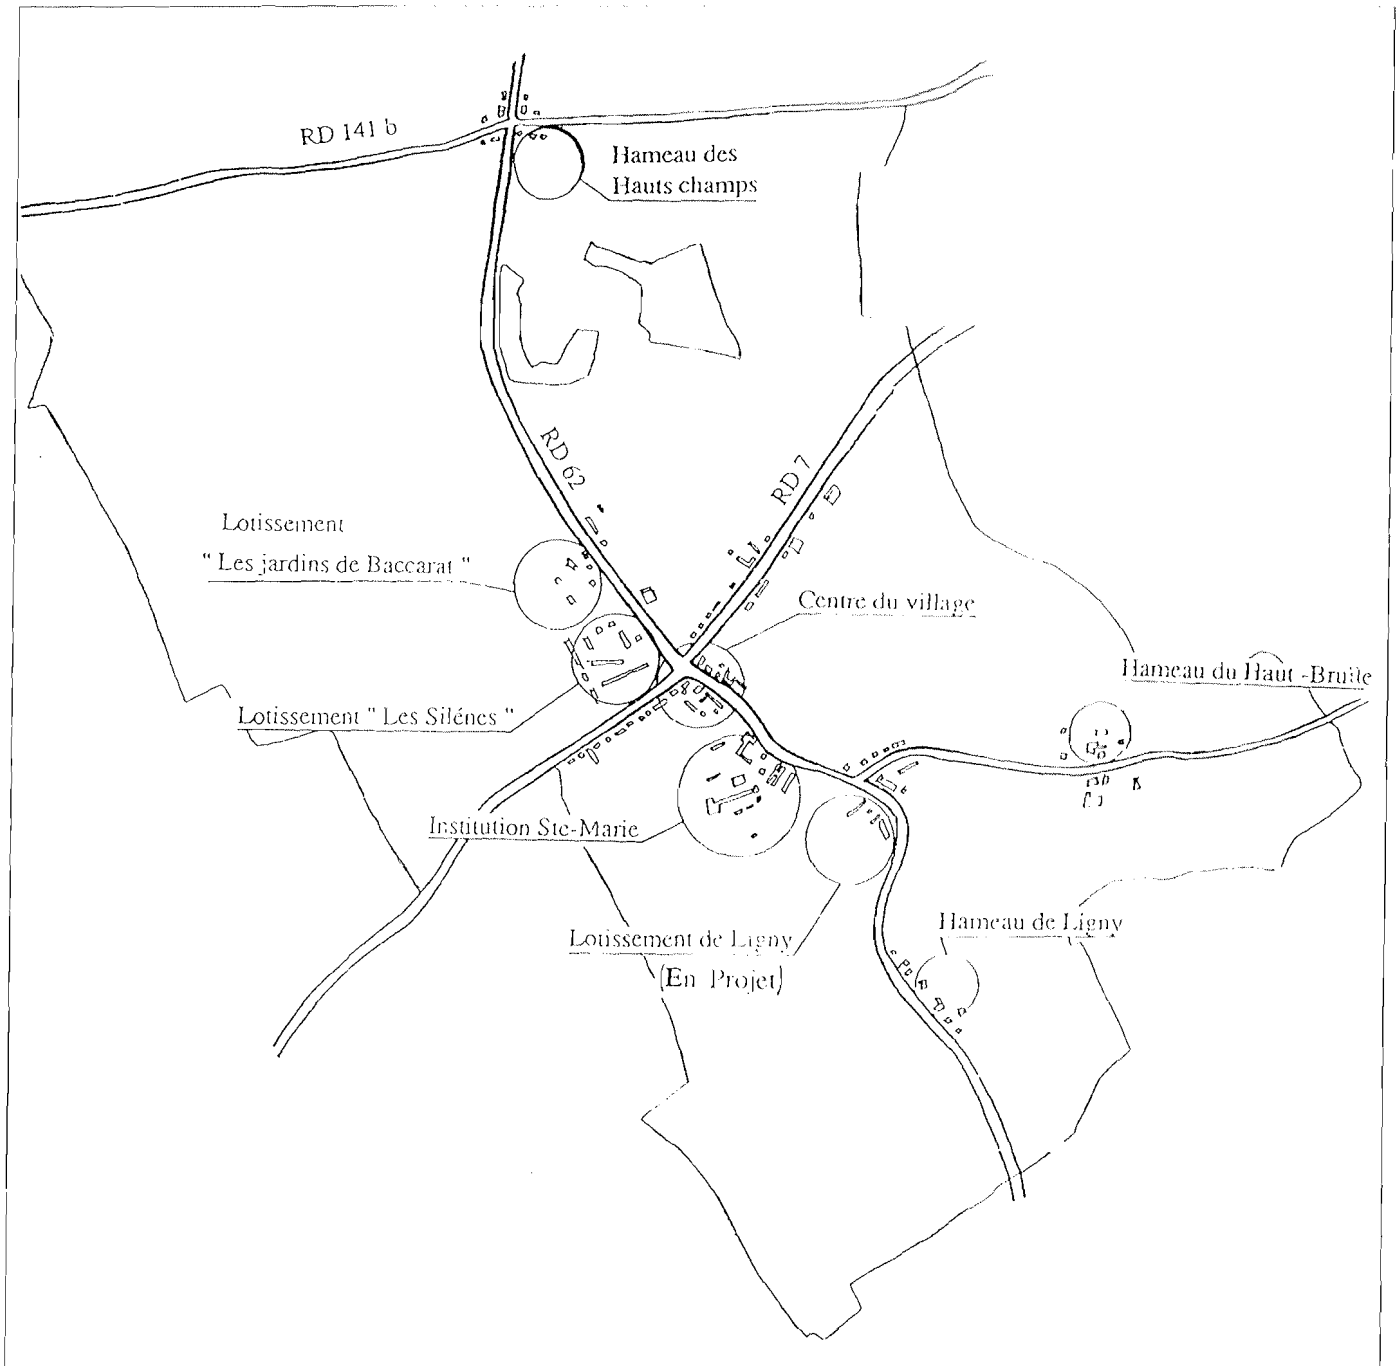 RD 141 b
Hameau des
Hauts champs
RD 62
RD 7
Lotissement
" Les jardins de Baccarat "
Centre du village
Hameau du Haut -Bruille
Lotissement " Les Silénes "
Institution Ste-Marie
Lotissement de Ligny
(En Projet)
Hameau de Ligny